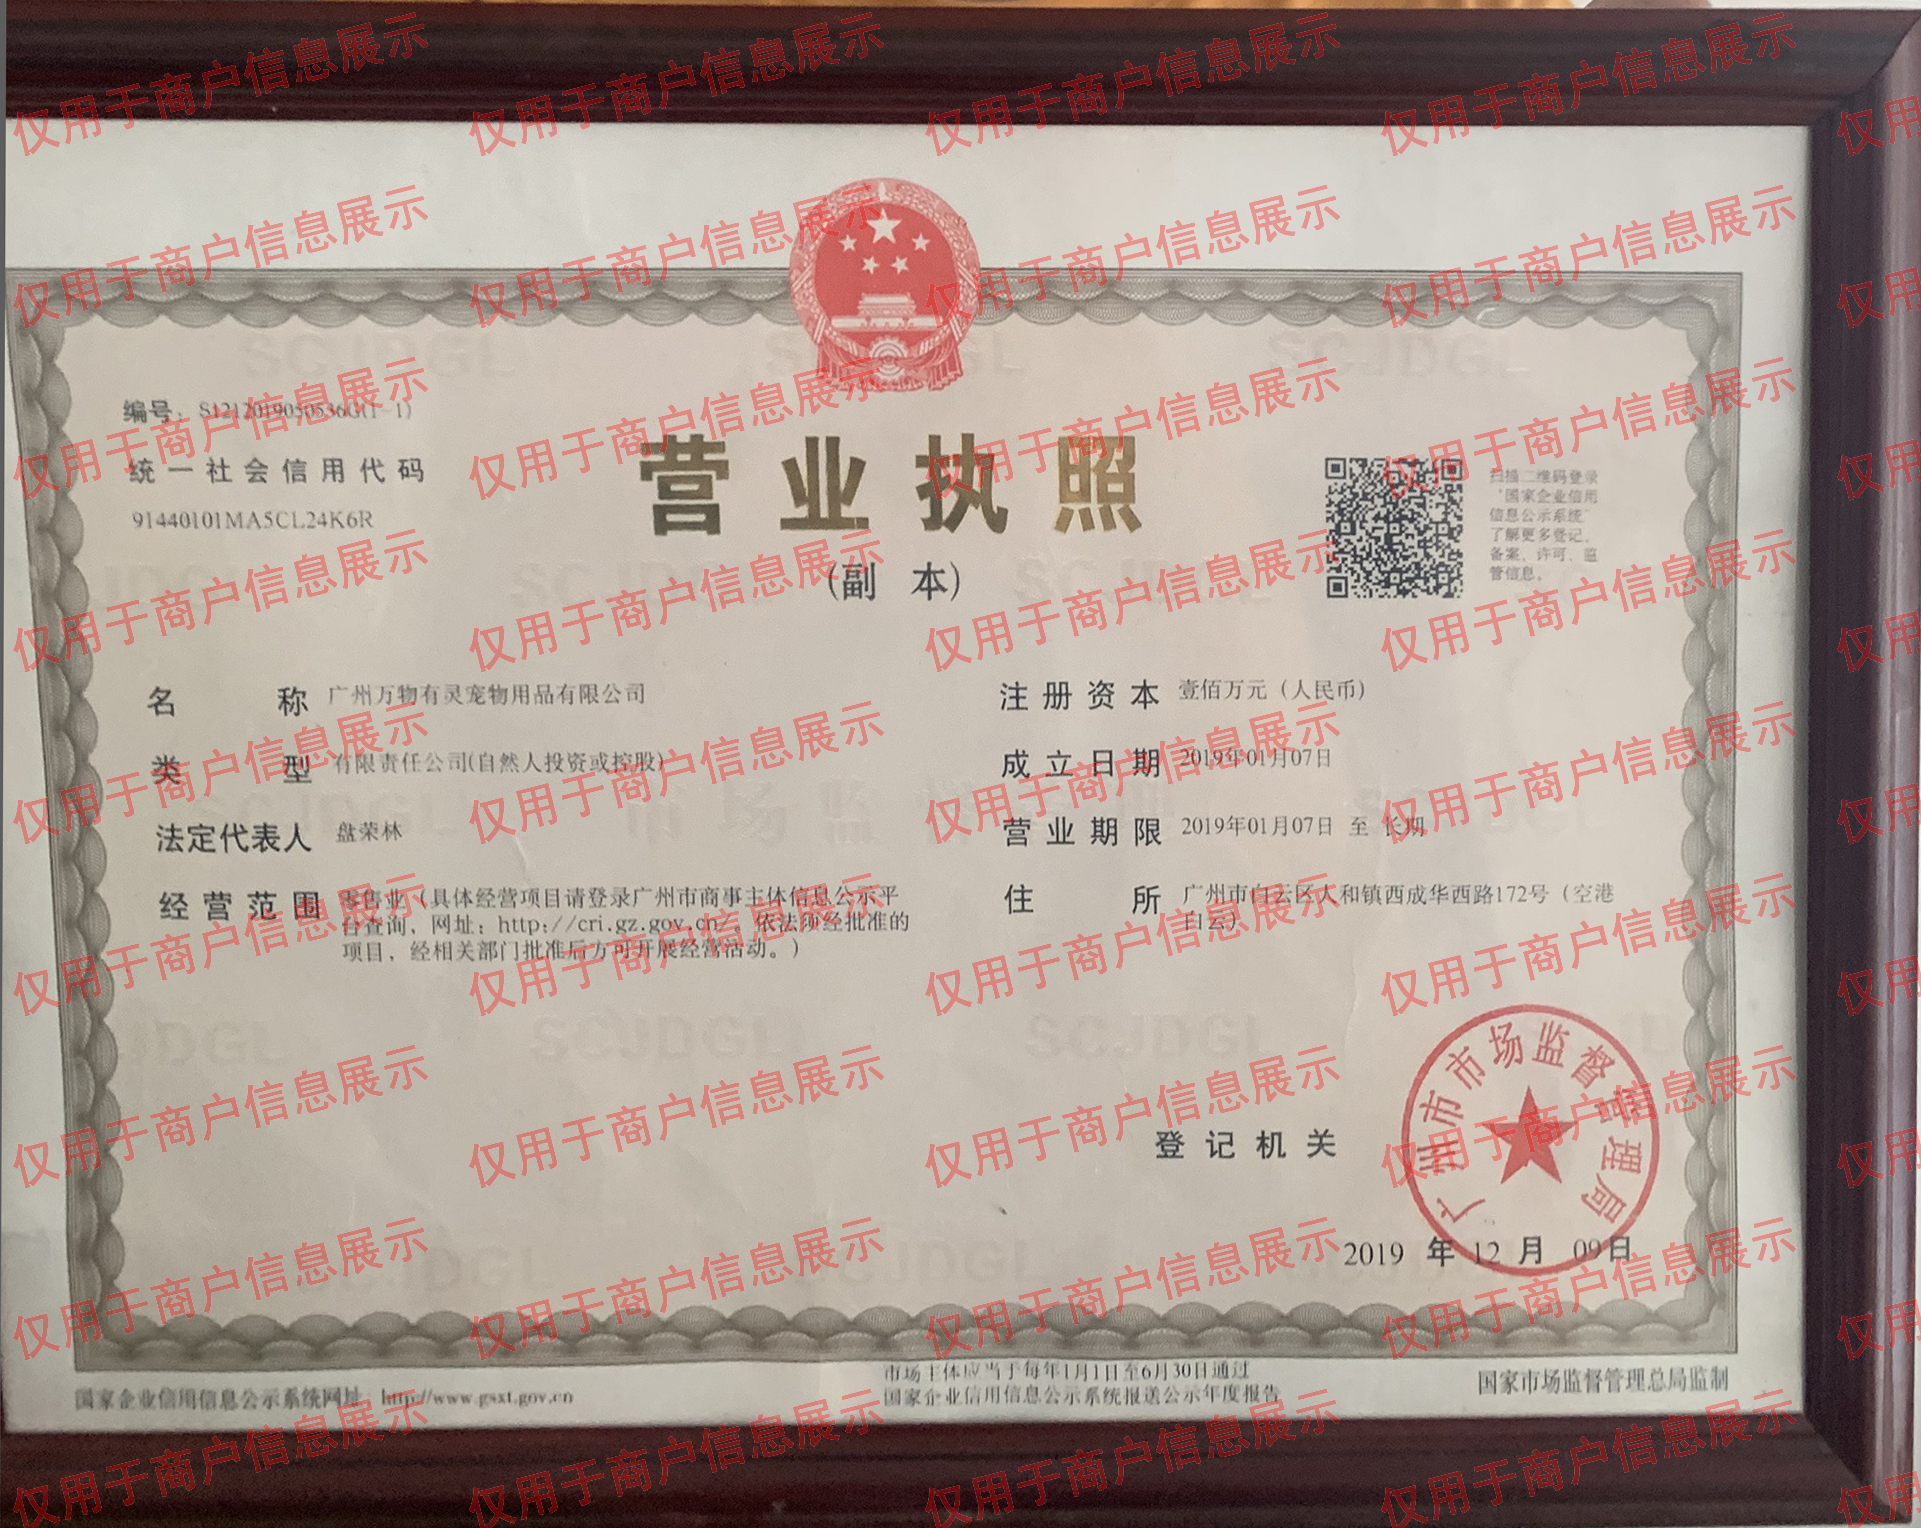 编号：S1212019050536G(1-1)
统一社会信用代码
91440101MA5CL24K6R
营业执照
(副 本)
扫描二维码登录
“国家企业信用
信息公示系统”
了解更多登记、
备案、许可、监
管信息。
名 称 广州万物有灵宠物用品有限公司
类 型 有限责任公司(自然人投资或控股)
法定代表人 盘荣林
经营范围 零售业（具体经营项目请登录广州市商事主体信息公示平
台查询，网址：http://cri.gz.gov.cn/。依法须经批准的
项目，经相关部门批准后方可开展经营活动。）
注册资本 壹佰万元（人民币）
成立日期 2019年01月07日
营业期限 2019年01月07日 至 长期
住 所 广州市白云区人和镇西成华西路172号（空港
白云）
登记机关
广州市市场监督管理局
2019 年 12 月 09日
国家企业信用信息公示系统网址：http://www.gsxt.gov.cn
市场主体应当于每年1月1日至6月30日通过
国家企业信用信息公示系统报送公示年度报告
国家市场监督管理总局监制
仅用于商户信息展示